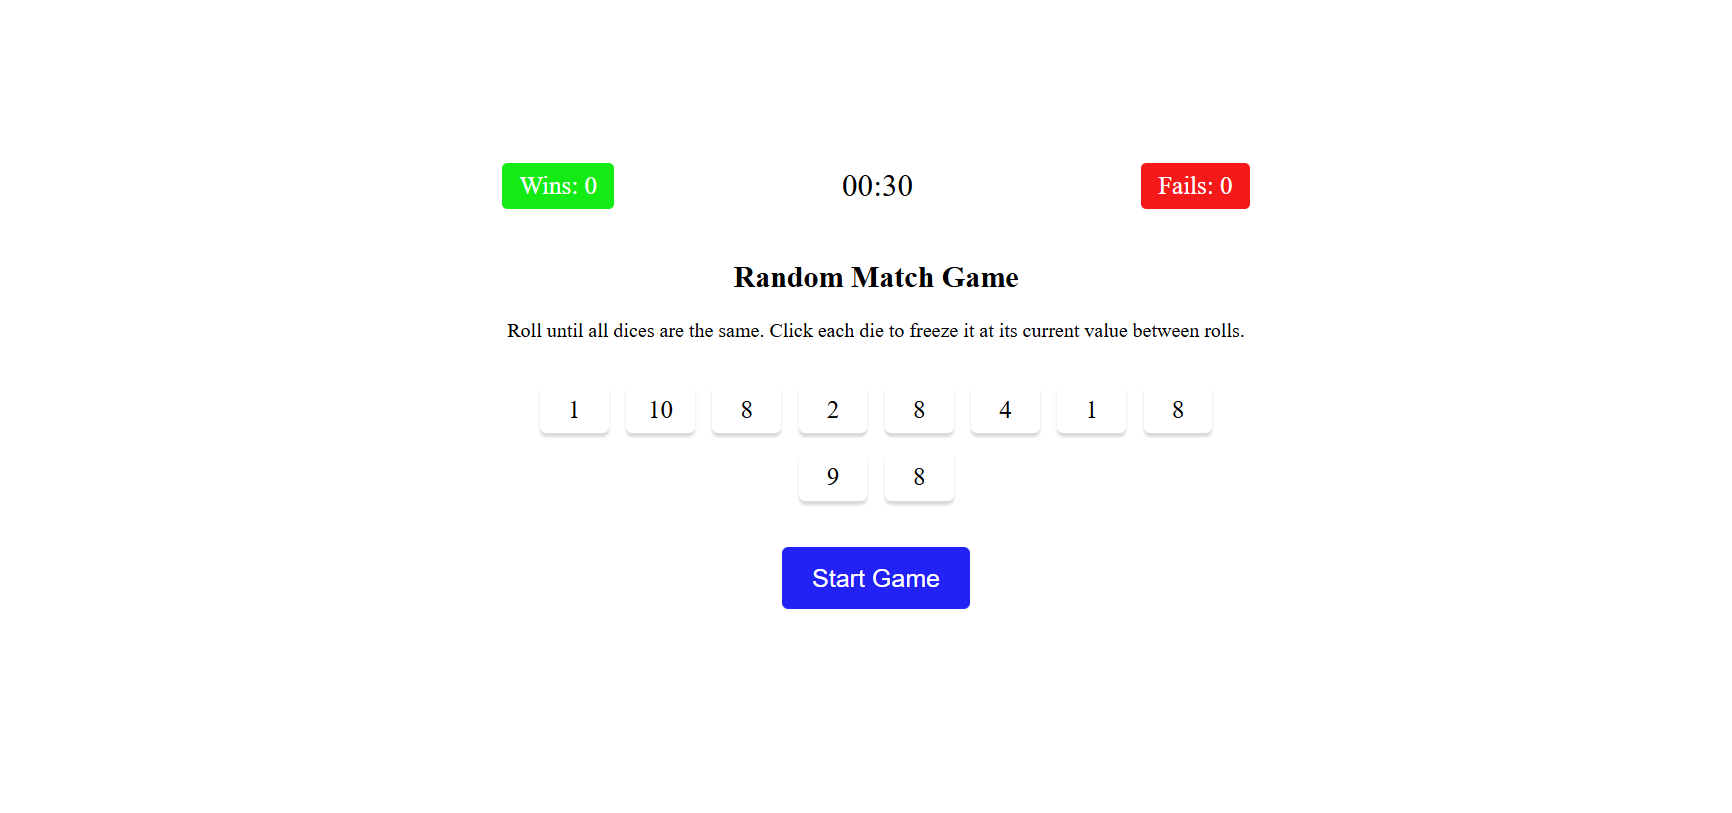 Wins: 0 00:30 Fails: 0
Random Match Game
Roll until all dices are the same. Click each die to freeze it at its current value between rolls.
1 10 8 2 8 4 1 8
9 8
Start Game